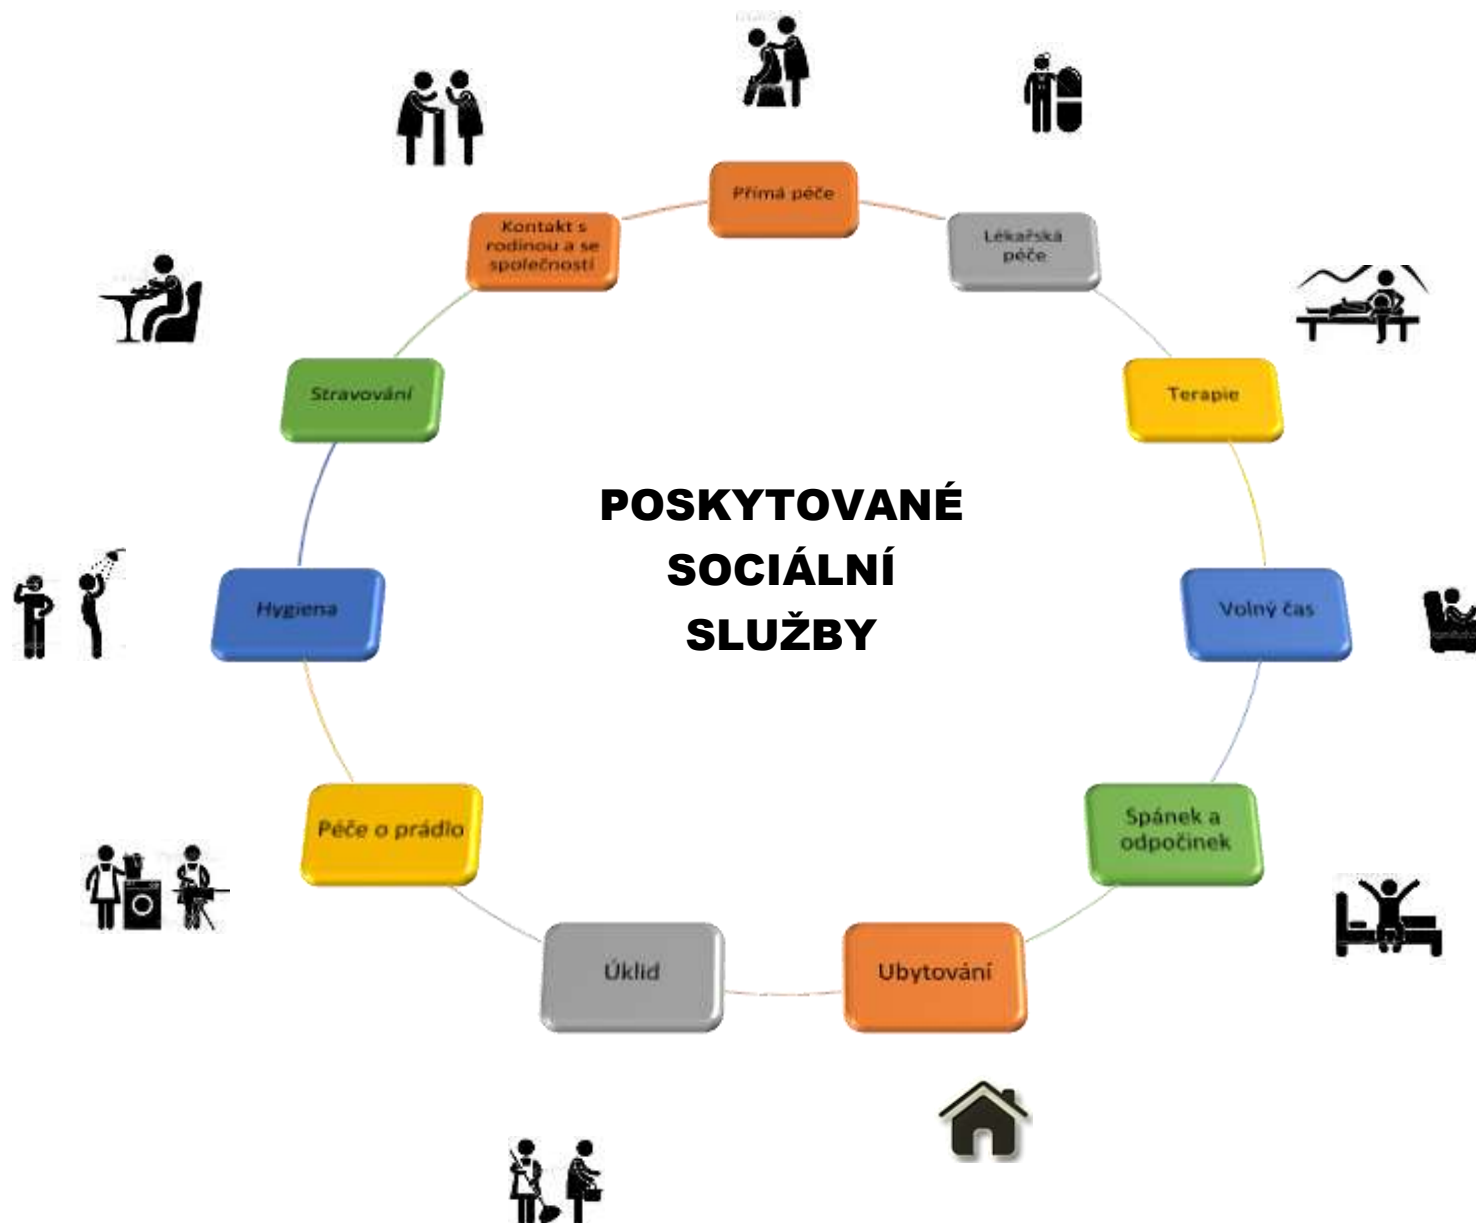 Přímá péče
Lékařská
péče
Terapie
Volný čas
Spánek a
odpočinek
Ubytování
Úklid
Péče o prádlo
Hygiena
Stravování
Kontakt s
rodinou a se
společností
POSKYTOVANÉ
SOCIÁLNÍ
SLUŽBY